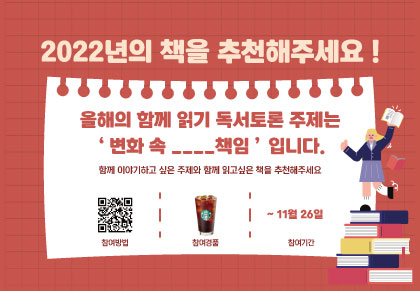 2022년의 책을 추천해주세요 !
올해의 함께 읽기 독서토론 주제는
‘ 변화 속 ____책임 ’ 입니다.
함께 이야기하고 싶은 주제와 함께 읽고싶은 책을 추천해주세요
~ 11월 26일
참여방법
참여경품
참여기간